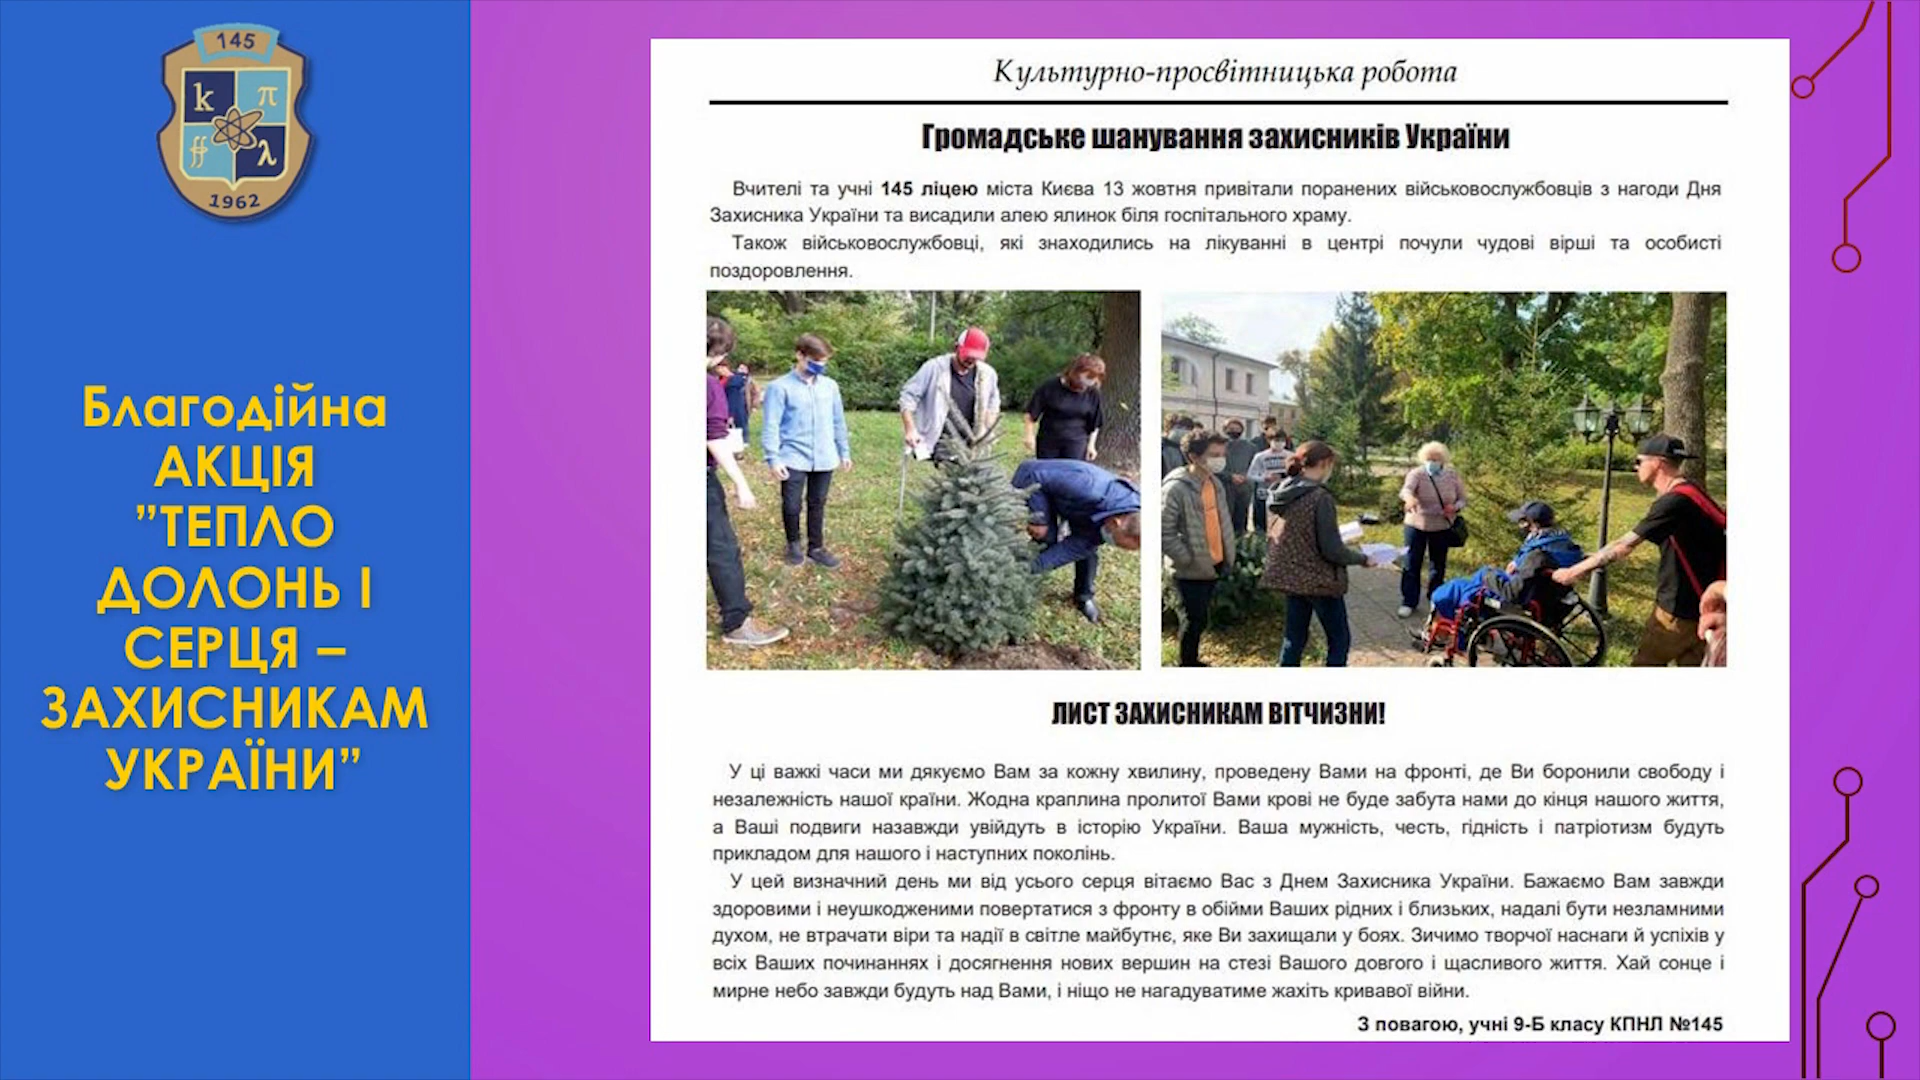 145
k π
∯ λ
1962
Благодійна
АКЦІЯ
”ТЕПЛО
ДОЛОНЬ І
СЕРЦЯ –
ЗАХИСНИКАМ
УКРАЇНИ”
Культурно-просвітницька робота
Громадське шанування захисників України
Вчителі та учні 145 ліцею міста Києва 13 жовтня привітали поранених військовослужбовців з нагоди Дня
Захисника України та висадили алею ялинок біля госпітального храму.
Також військовослужбовці, які знаходились на лікуванні в центрі почули чудові вірші та особисті
поздоровлення.
ЛИСТ ЗАХИСНИКАМ ВІТЧИЗНИ!
У ці важкі часи ми дякуємо Вам за кожну хвилину, проведену Вами на фронті, де Ви боронили свободу і
незалежність нашої країни. Жодна краплина пролитої Вами крові не буде забута нами до кінця нашого життя,
а Ваші подвиги назавжди увійдуть в історію України. Ваша мужність, честь, гідність і патріотизм будуть
прикладом для нашого і наступних поколінь.
У цей визначний день ми від усього серця вітаємо Вас з Днем Захисника України. Бажаємо Вам завжди
здоровими і неушкодженими повертатися з фронту в обійми Ваших рідних і близьких, надалі бути незламними
духом, не втрачати віри та надії в світле майбутнє, яке Ви захищали у боях. Зичимо творчої наснаги й успіхів у
всіх Ваших починаннях і досягнення нових вершин на стезі Вашого довгого і щасливого життя. Хай сонце і
мирне небо завжди будуть над Вами, і ніщо не нагадуватиме жахіть кривавої війни.
З повагою, учні 9-Б класу КПНЛ №145